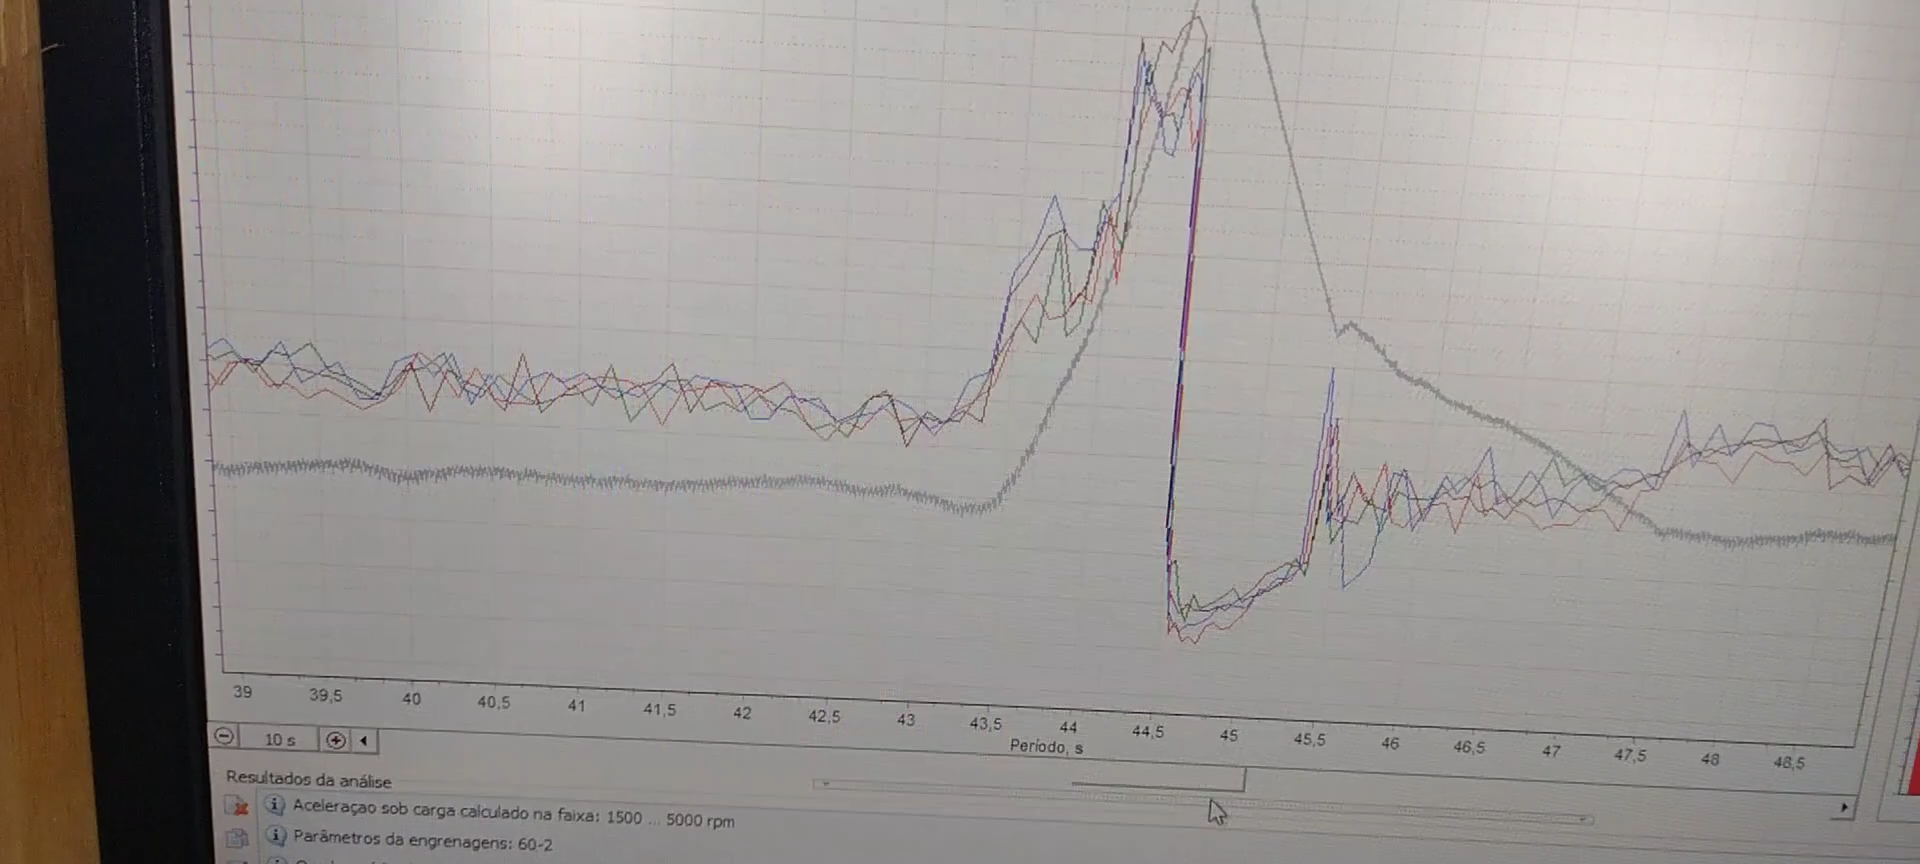 39 39,5 40 40,5 41 41,5 42 42,5 43 43,5 44 44,5 45 45,5 46 46,5 47 47,5 48 48,5
Período, s
10 s
Resultados da análise
Aceleraçao sob carga calculado na faixa: 1500 ... 5000 rpm
Parâmetros da engrenagens: 60-2